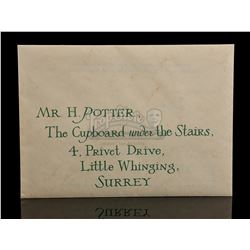 Mr. H. Potter
The Cupboard under the Stairs,
4, Privet Drive,
Little Whinging,
Surrey